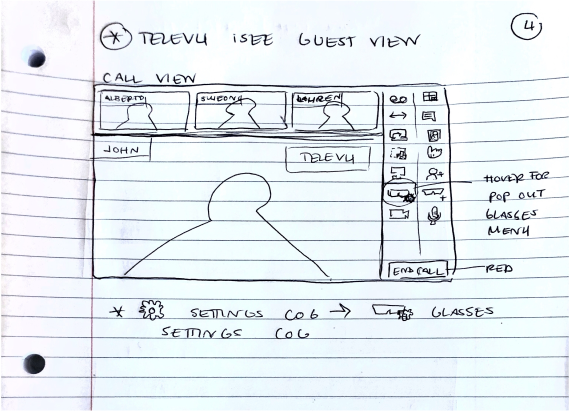 * TELEVU iSEE GUEST VIEW
4
CALL VIEW
ALBERTO
SIMEON
LAUREN
JOHN
TELEVU
HOVER FOR
POP OUT
GLASSES
MENU
END CALL
RED
* SETTINGS COG → GLASSES
SETTINGS COG